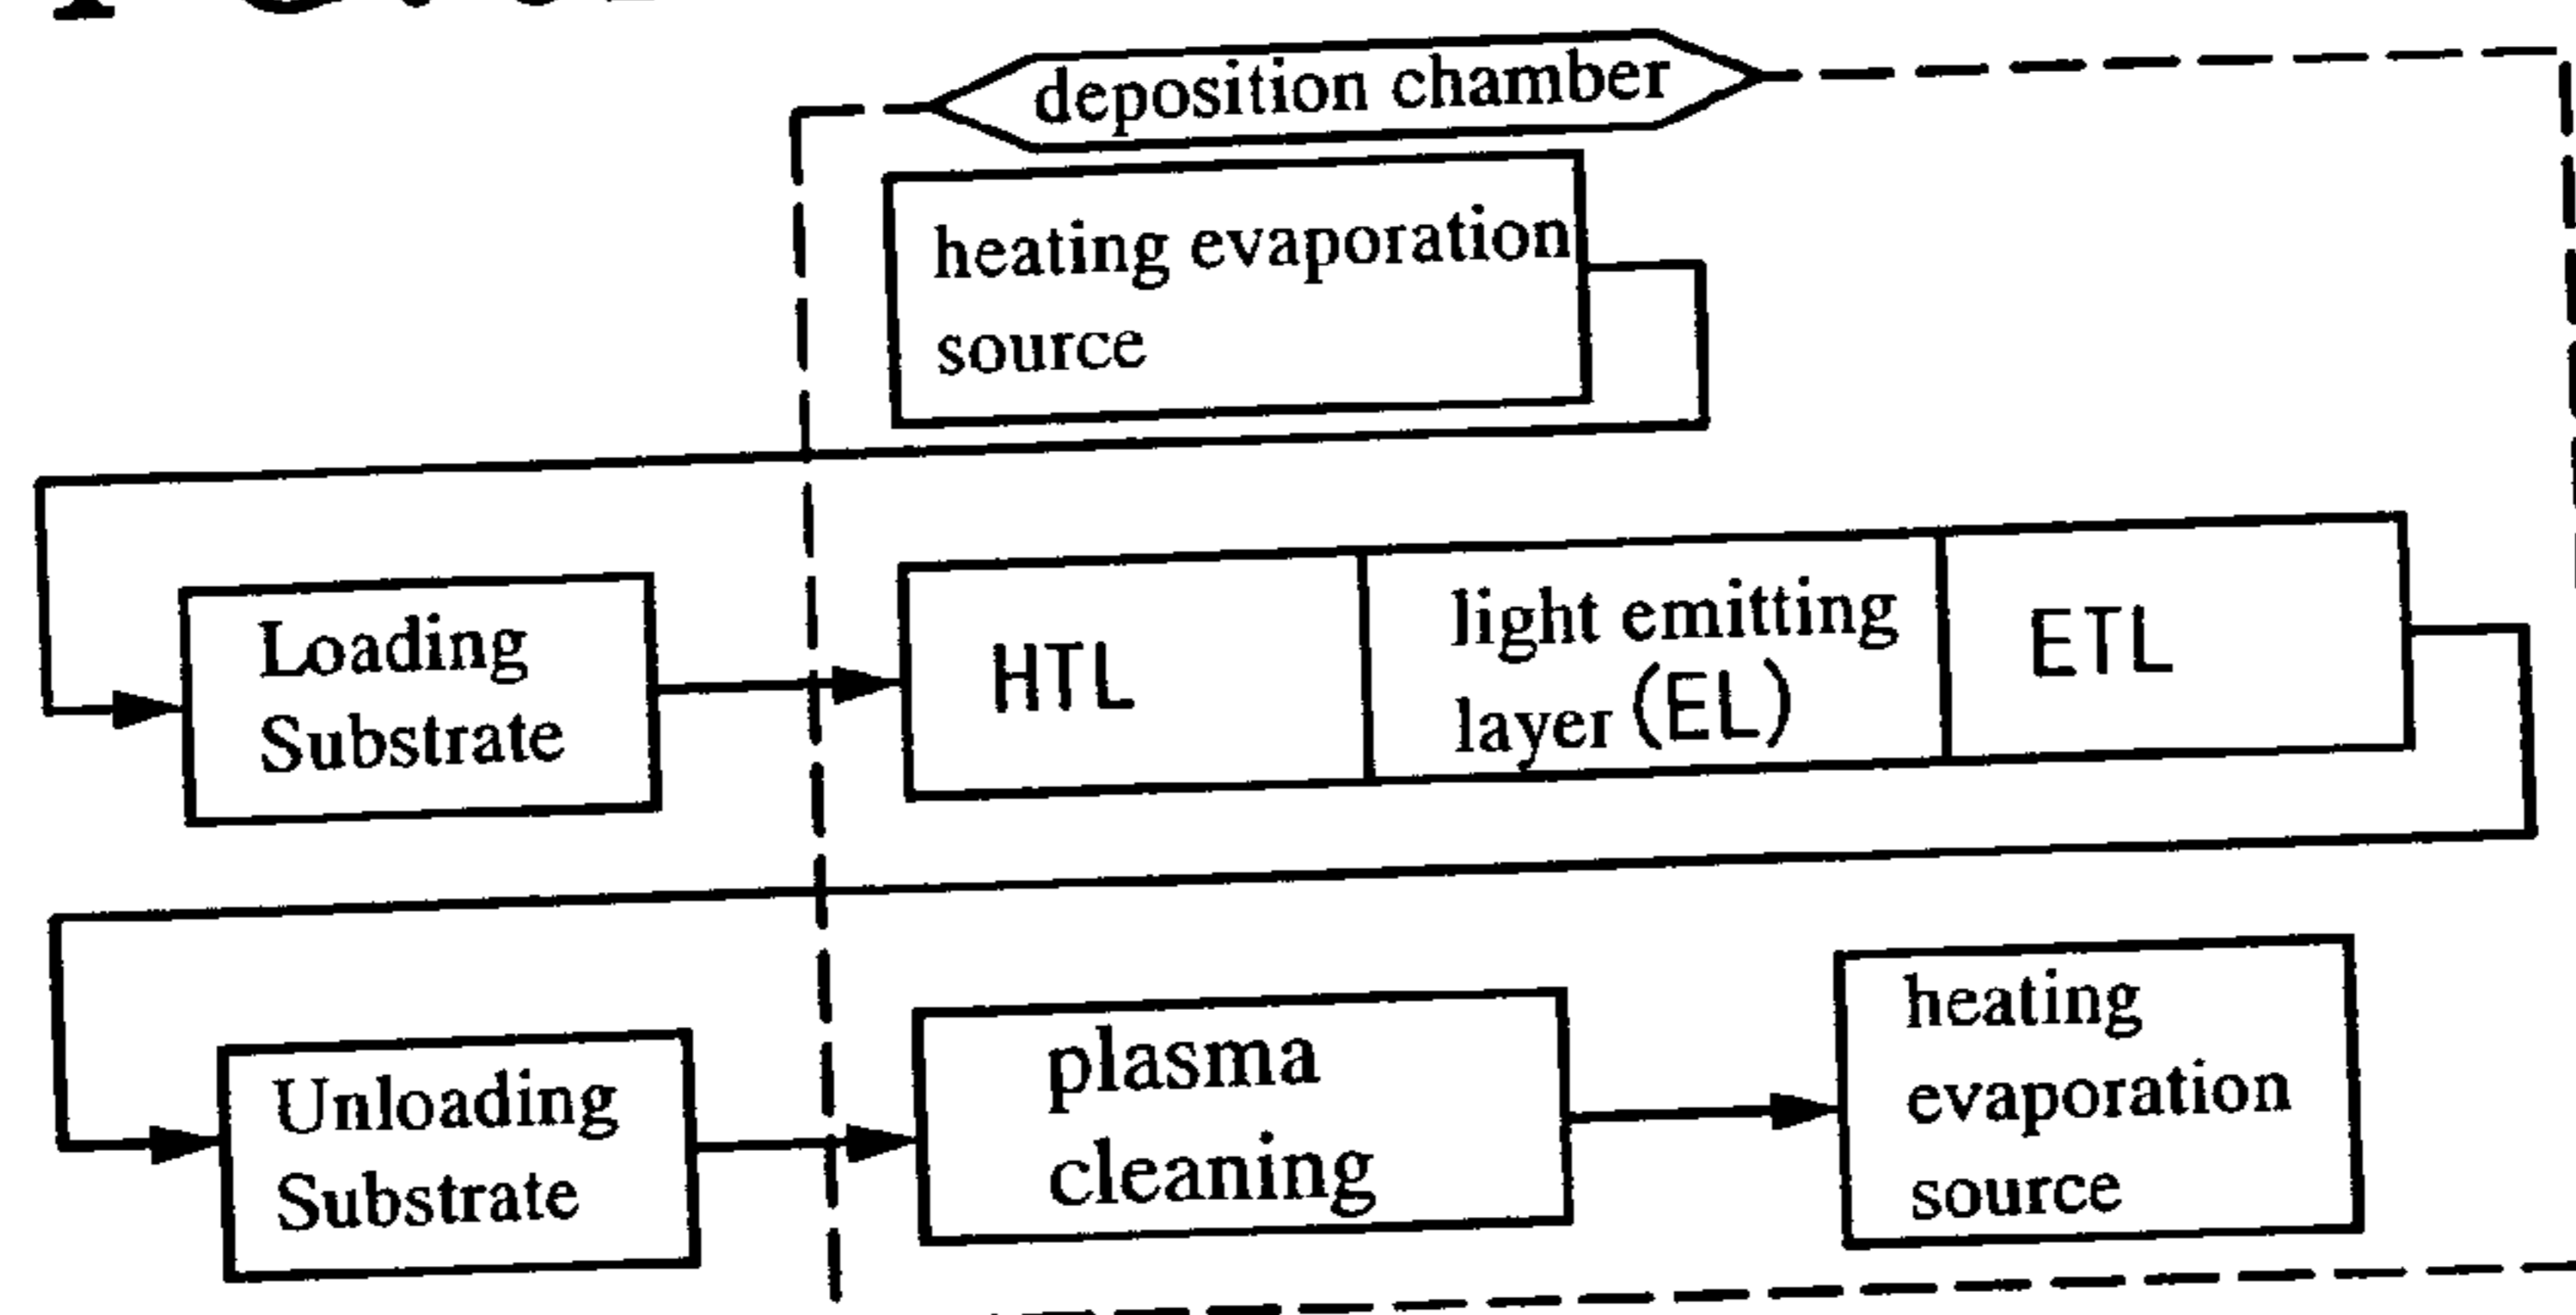 deposition chamber
heating evaporation
source
Loading
Substrate
HTL
light emitting
layer (EL)
ETL
Unloading
Substrate
plasma
cleaning
heating
evaporation
source